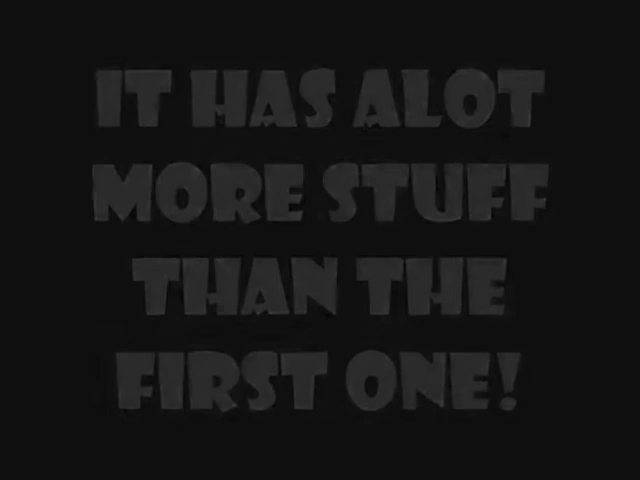 IT HAS ALOT
MORE STUFF
THAN THE
FIRST ONE!